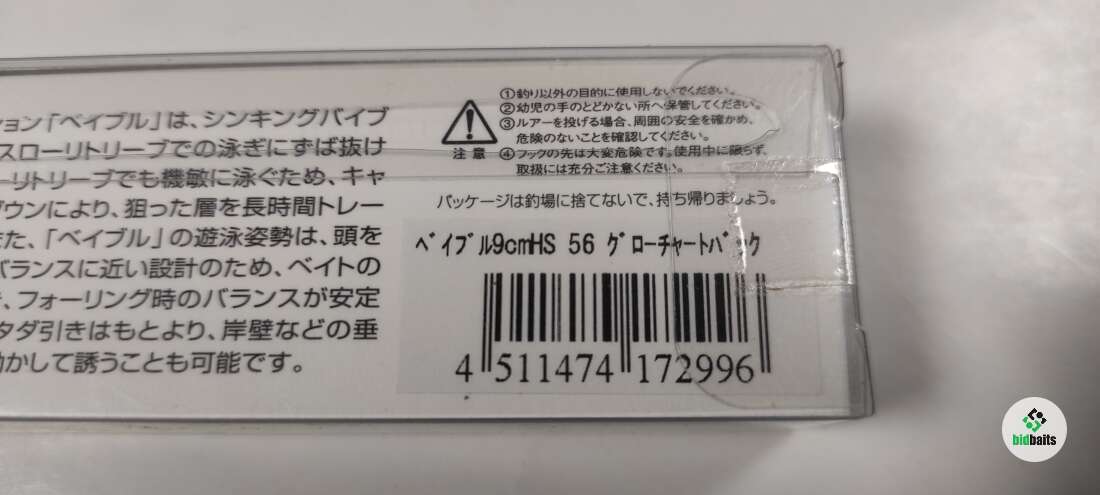 ョン「ベイブル」は、シンキングバイブ
スローリトリーブでの泳ぎにずば抜け
ーリトリーブでも機敏に泳ぐため、キャ
ダウンにより、狙った層を長時間トレー
た、「ベイブル」の遊泳姿勢は、頭を
バランスに近い設計のため、ベイトの
、フォーリング時のバランスが安定
タダ引きはもとより、岸壁などの垂
かして誘うことも可能です。
注意
①釣り以外の目的に使用しないでください。
②幼児の手のとどかない所へ保管してください。
③ルアーを投げる場合、周囲の安全を確かめ、
危険のないことを確認してください。
④フックの先は大変危険です。使用中に限らず、
取扱には充分ご注意ください。
パッケージは釣場に捨てないで、持ち帰りましょう。
ベイブル9cmHS 56 グローチャートバック
4 511474 172996
bidbaits